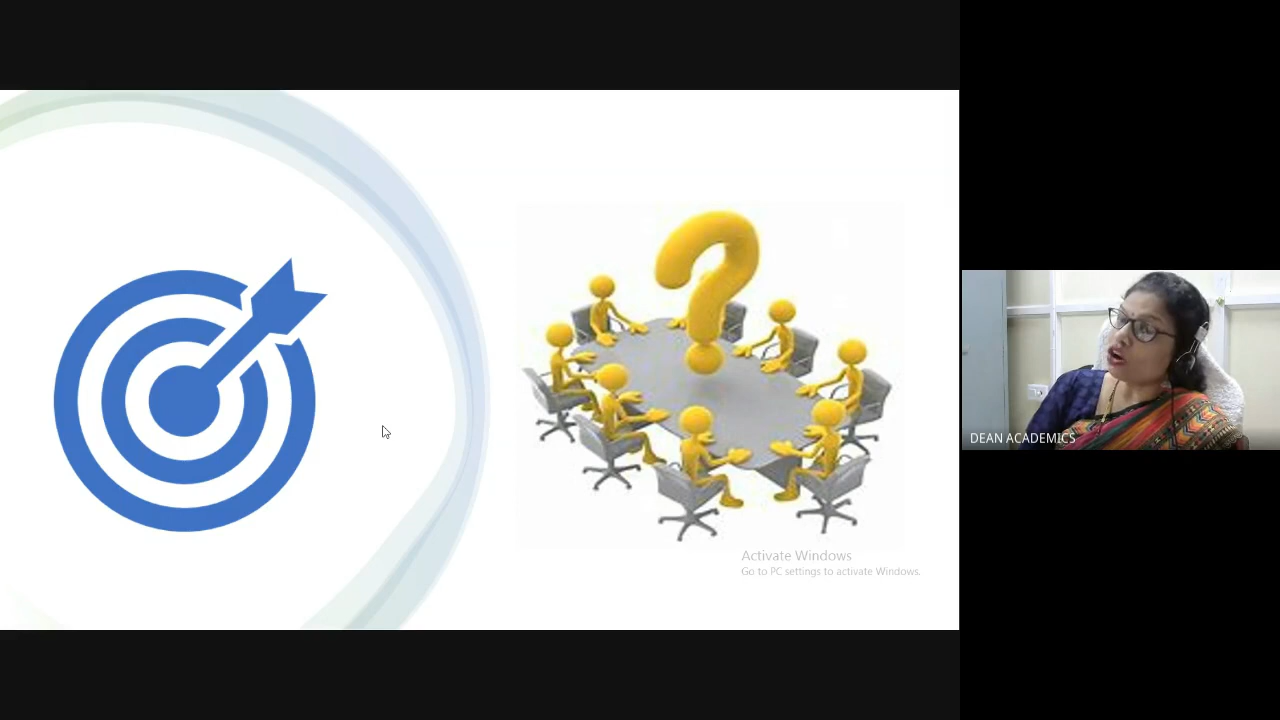 Activate Windows
Go to PC settings to activate Windows.
DEAN ACADEMICS